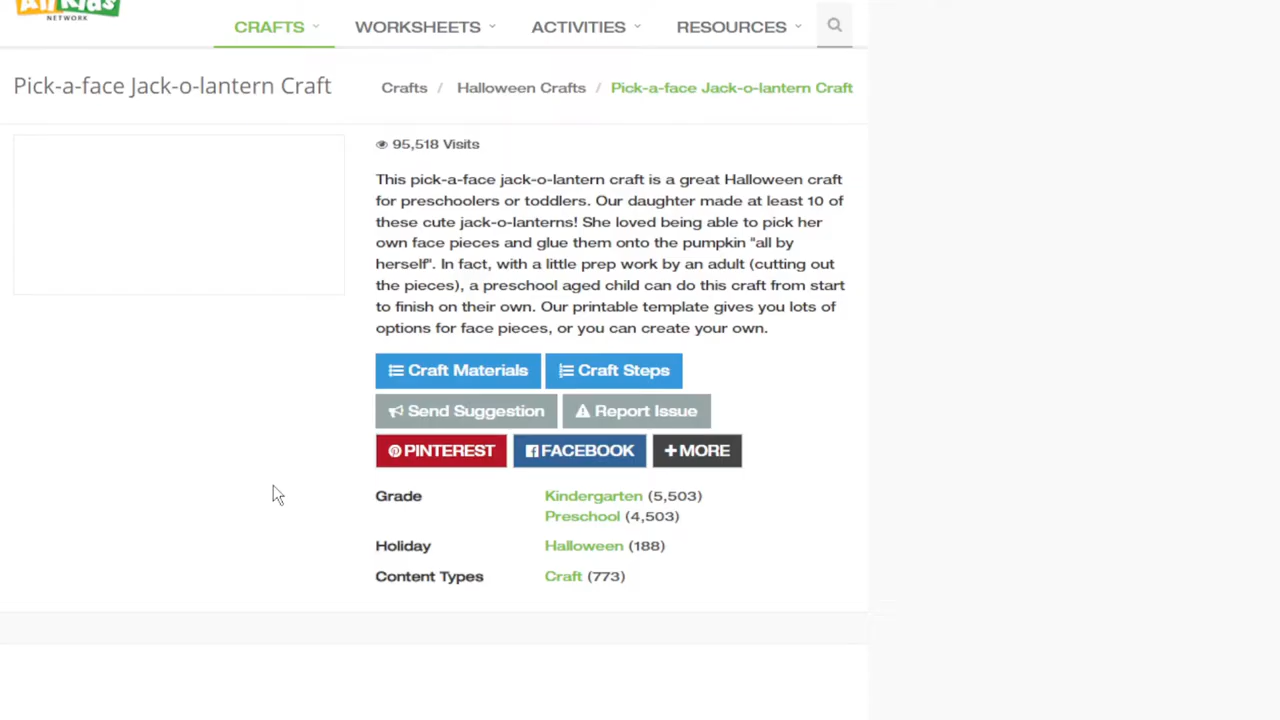 All Kids
NETWORK
CRAFTS WORKSHEETS ACTIVITIES RESOURCES
Pick-a-face Jack-o-lantern Craft
Crafts / Halloween Crafts / Pick-a-face Jack-o-lantern Craft
95,518 Visits
This pick-a-face jack-o-lantern craft is a great Halloween craft
for preschoolers or toddlers. Our daughter made at least 10 of
these cute jack-o-lanterns! She loved being able to pick her
own face pieces and glue them onto the pumpkin "all by
herself". In fact, with a little prep work by an adult (cutting out
the pieces), a preschool aged child can do this craft from start
to finish on their own. Our printable template gives you lots of
options for face pieces, or you can create your own.
Craft Materials Craft Steps
Send Suggestion Report Issue
PINTEREST FACEBOOK +MORE
Grade Kindergarten (5,503)
Preschool (4,503)
Holiday Halloween (188)
Content Types Craft (773)